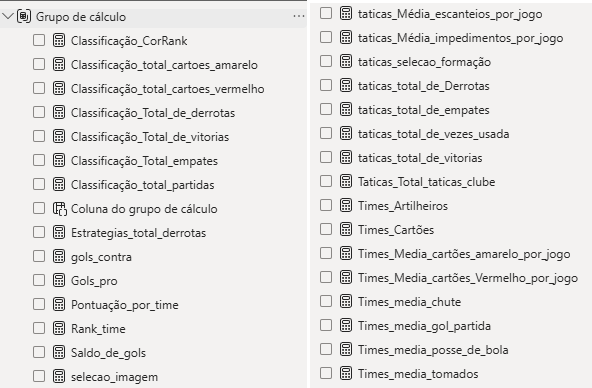 Grupo de cálculo
Classificação_CorRank
Classificação_total_cartoes_amarelo
Classificação_total_cartoes_vermelho
Classificação_Total_de_derrotas
Classificação_Total_de_vitorias
Classificação_Total_empates
Classificação_total_partidas
Coluna do grupo de cálculo
Estrategias_total_derrotas
gols_contra
Gols_pro
Pontuação_por_time
Rank_time
Saldo_de_gols
selecao_imagem
taticas_Média_escanteios_por_jogo
taticas_Média_impedimentos_por_jogo
taticas_selecao_formação
taticas_total_de_Derrotas
taticas_total_de_empates
taticas_total_de_vezes_usada
taticas_total_de_vitorias
Taticas_Total_taticas_clube
Times_Artilheiros
Times_Cartões
Times_Media_cartões_amarelo_por_jogo
Times_Media_cartões_Vermelho_por_jogo
Times_media_chute
Times_media_gol_partida
Times_media_posse_de_bola
Times_media_tomados